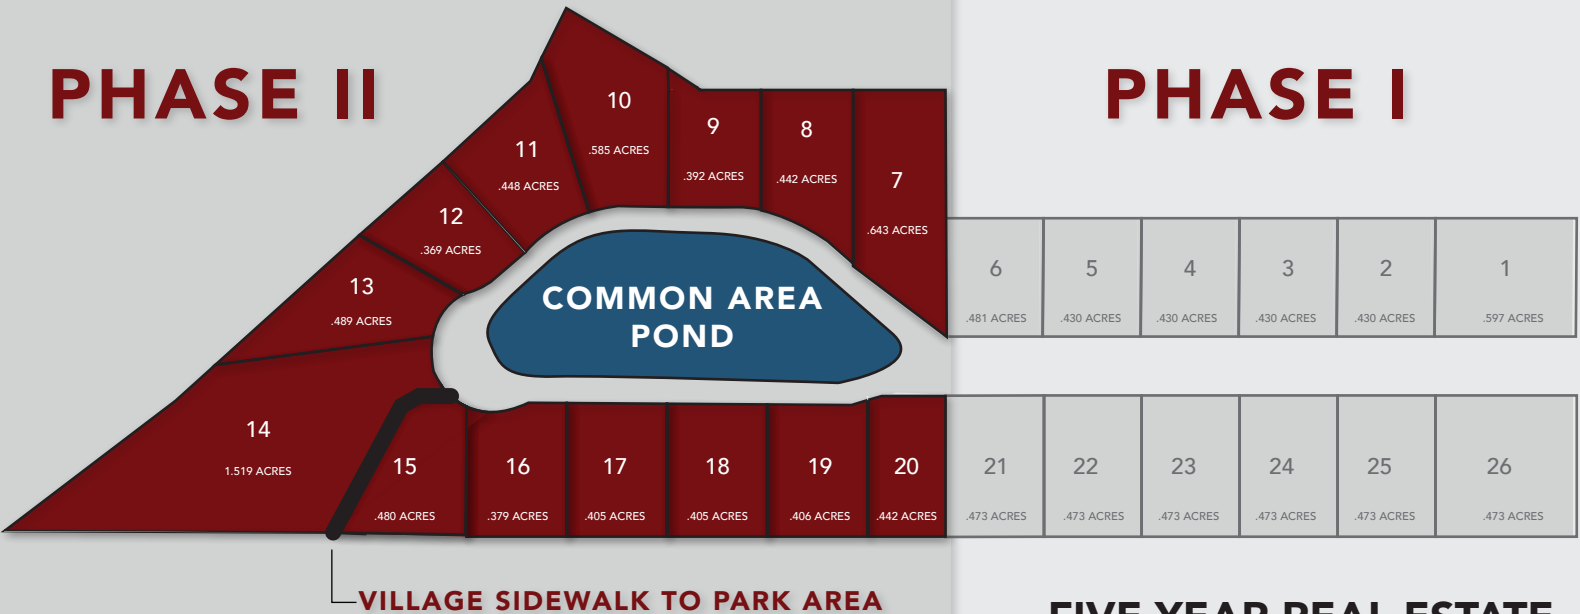 PHASE II
PHASE I
10
.585 ACRES
9
.392 ACRES
8
.442 ACRES
7
.643 ACRES
11
.448 ACRES
12
.369 ACRES
13
.489 ACRES
14
1.519 ACRES
COMMON AREA
POND
6
.481 ACRES
5
.430 ACRES
4
.430 ACRES
3
.430 ACRES
2
.430 ACRES
1
.597 ACRES
15
.480 ACRES
16
.379 ACRES
17
.405 ACRES
18
.405 ACRES
19
.406 ACRES
20
.442 ACRES
21
.473 ACRES
22
.473 ACRES
23
.473 ACRES
24
.473 ACRES
25
.473 ACRES
26
.473 ACRES
VILLAGE SIDEWALK TO PARK AREA
FIVE YEAR REAL ESTATE